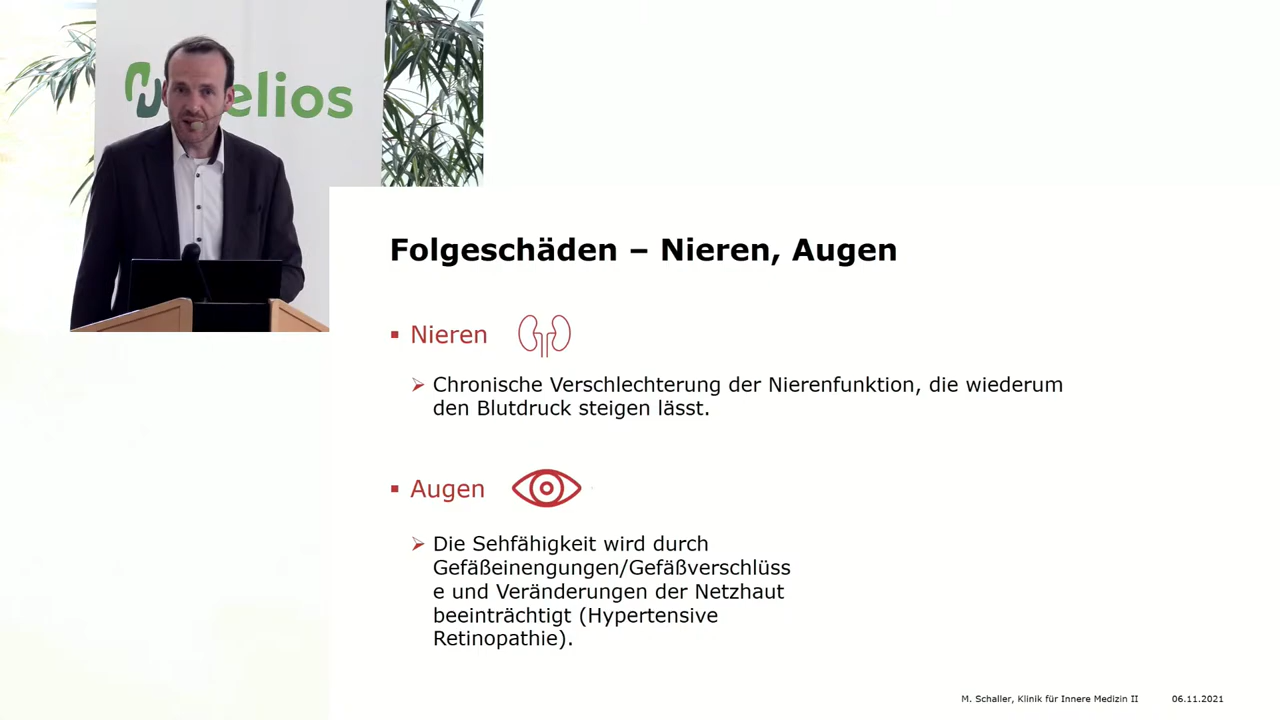 elios
Folgeschäden – Nieren, Augen
Nieren
Chronische Verschlechterung der Nierenfunktion, die wiederum
den Blutdruck steigen lässt.
Augen
Die Sehfähigkeit wird durch
Gefäßeinengungen/Gefäßverschlüss
e und Veränderungen der Netzhaut
beeinträchtigt (Hypertensive
Retinopathie).
M. Schaller, Klinik für Innere Medizin II 06.11.2021